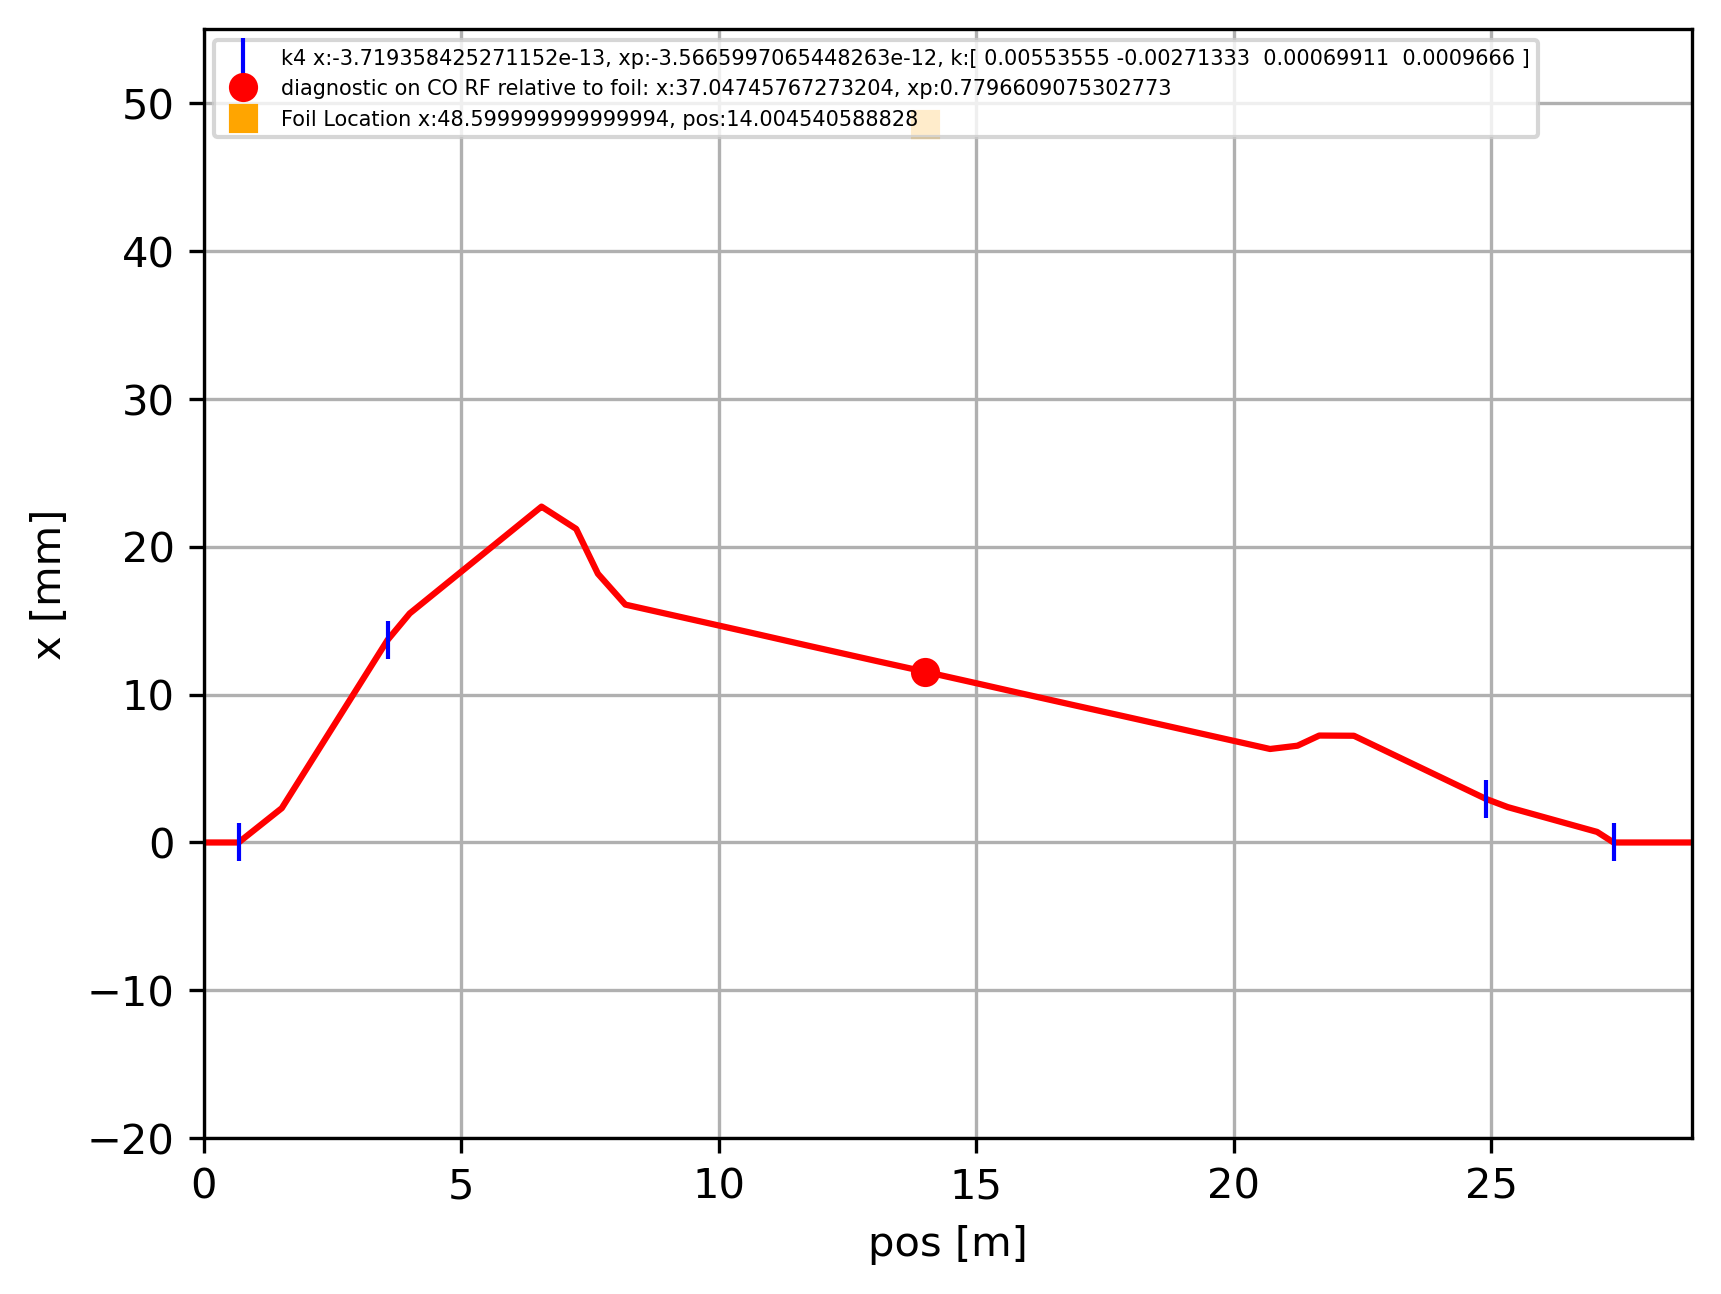 k4 x:-3.719358425271152e-13, xp:-3.5665997065448263e-12, k:[ 0.00553555 -0.00271333  0.00069911  0.0009666 ]
diagnostic on CO RF relative to foil: x:37.04745767273204, xp:0.7796609075302773
Foil Location x:48.599999999999994, pos:14.004540588828
50
40
30
20
10
0
−10
−20
x [mm]
0 5 10 15 20 25
pos [m]